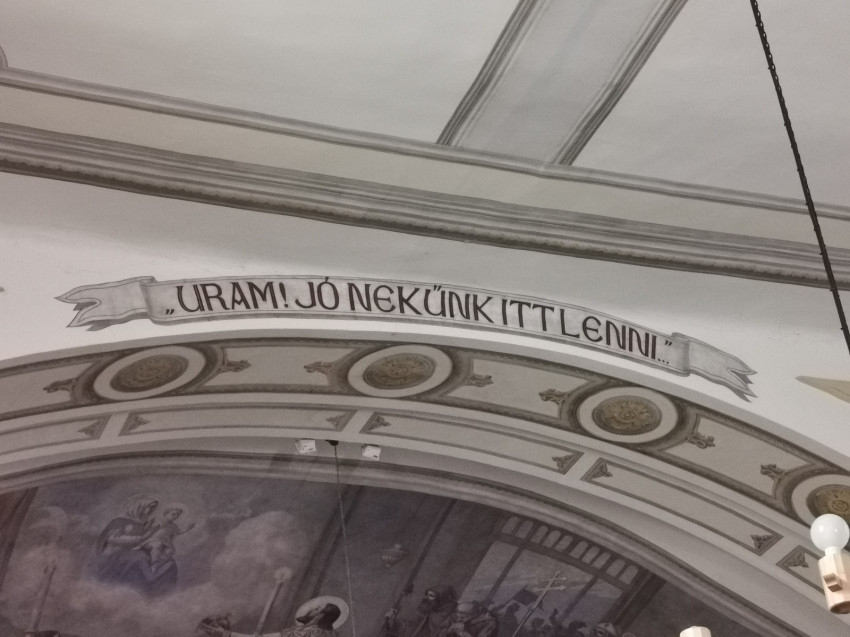 „URAM! JÓ NEKÜNK ITT LENNI...”